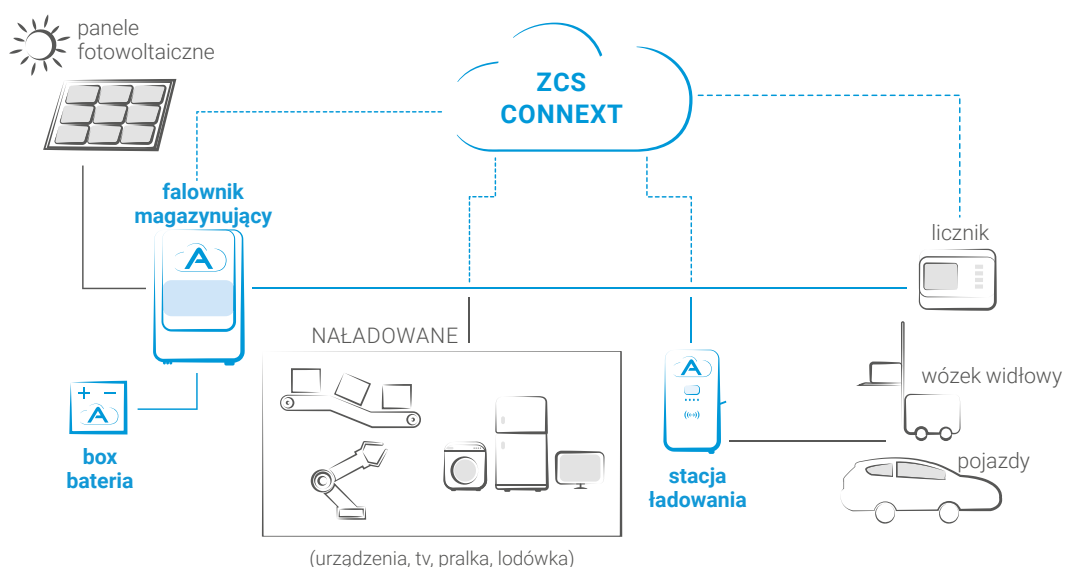 panele
fotowoltaiczne
ZCS
CONNEXT
falownik
magazynujący
A
licznik
NAŁADOWANE
A
wózek widłowy
+ −
A
box
bateria
stacja
ładowania
pojazdy
(urządzenia, tv, pralka, lodówka)